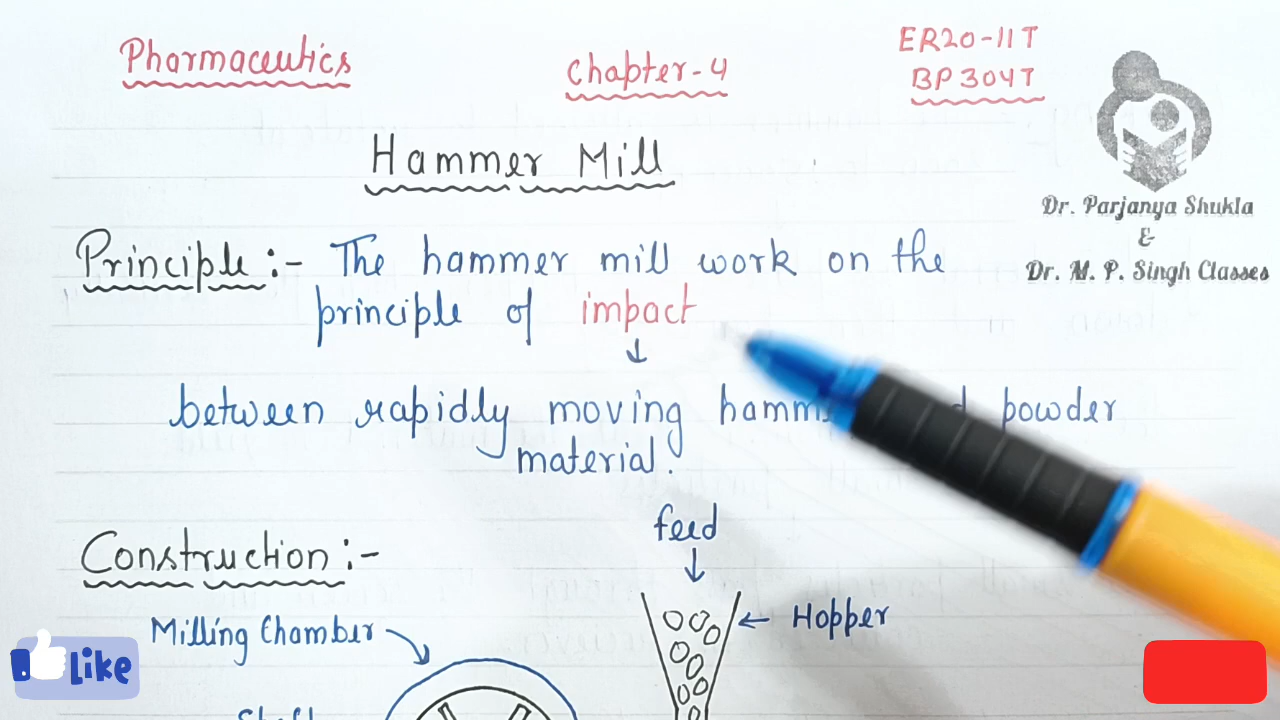 Pharmaceutics
Chapter-4
ER20-11T
BP304T
Hammer Mill
Dr. Parjanya Shukla
&
Dr. M. P. Singh Classes
Principle:- The hammer mill work on the
principle of impact
↓
between rapidly moving powder
material.
Construction:-
feed
↓
Milling Chamber
← Hopper
Like